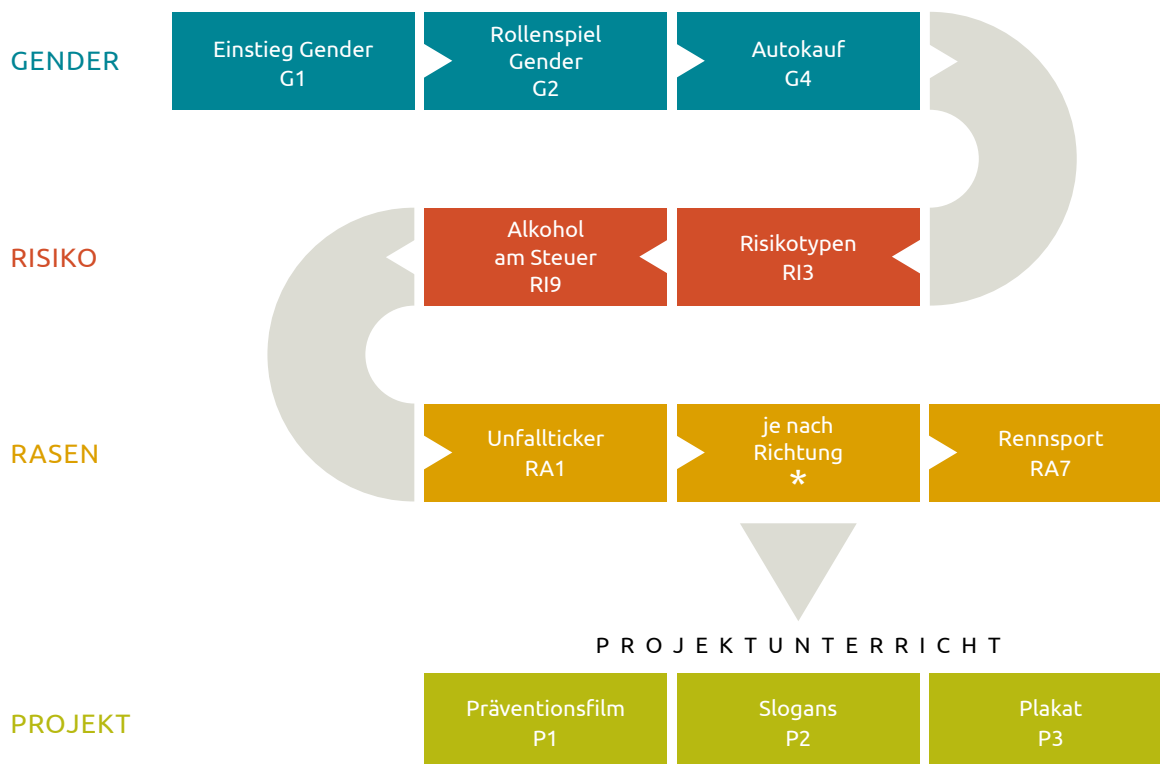 GENDER
Einstieg Gender
G1
Rollenspiel
Gender
G2
Autokauf
G4
RISIKO
Alkohol
am Steuer
RI9
Risikotypen
RI3
RASEN
Unfallticker
RA1
je nach
Richtung
*
Rennsport
RA7
PROJEKTUNTERRICHT
PROJEKT
Präventionsfilm
P1
Slogans
P2
Plakat
P3